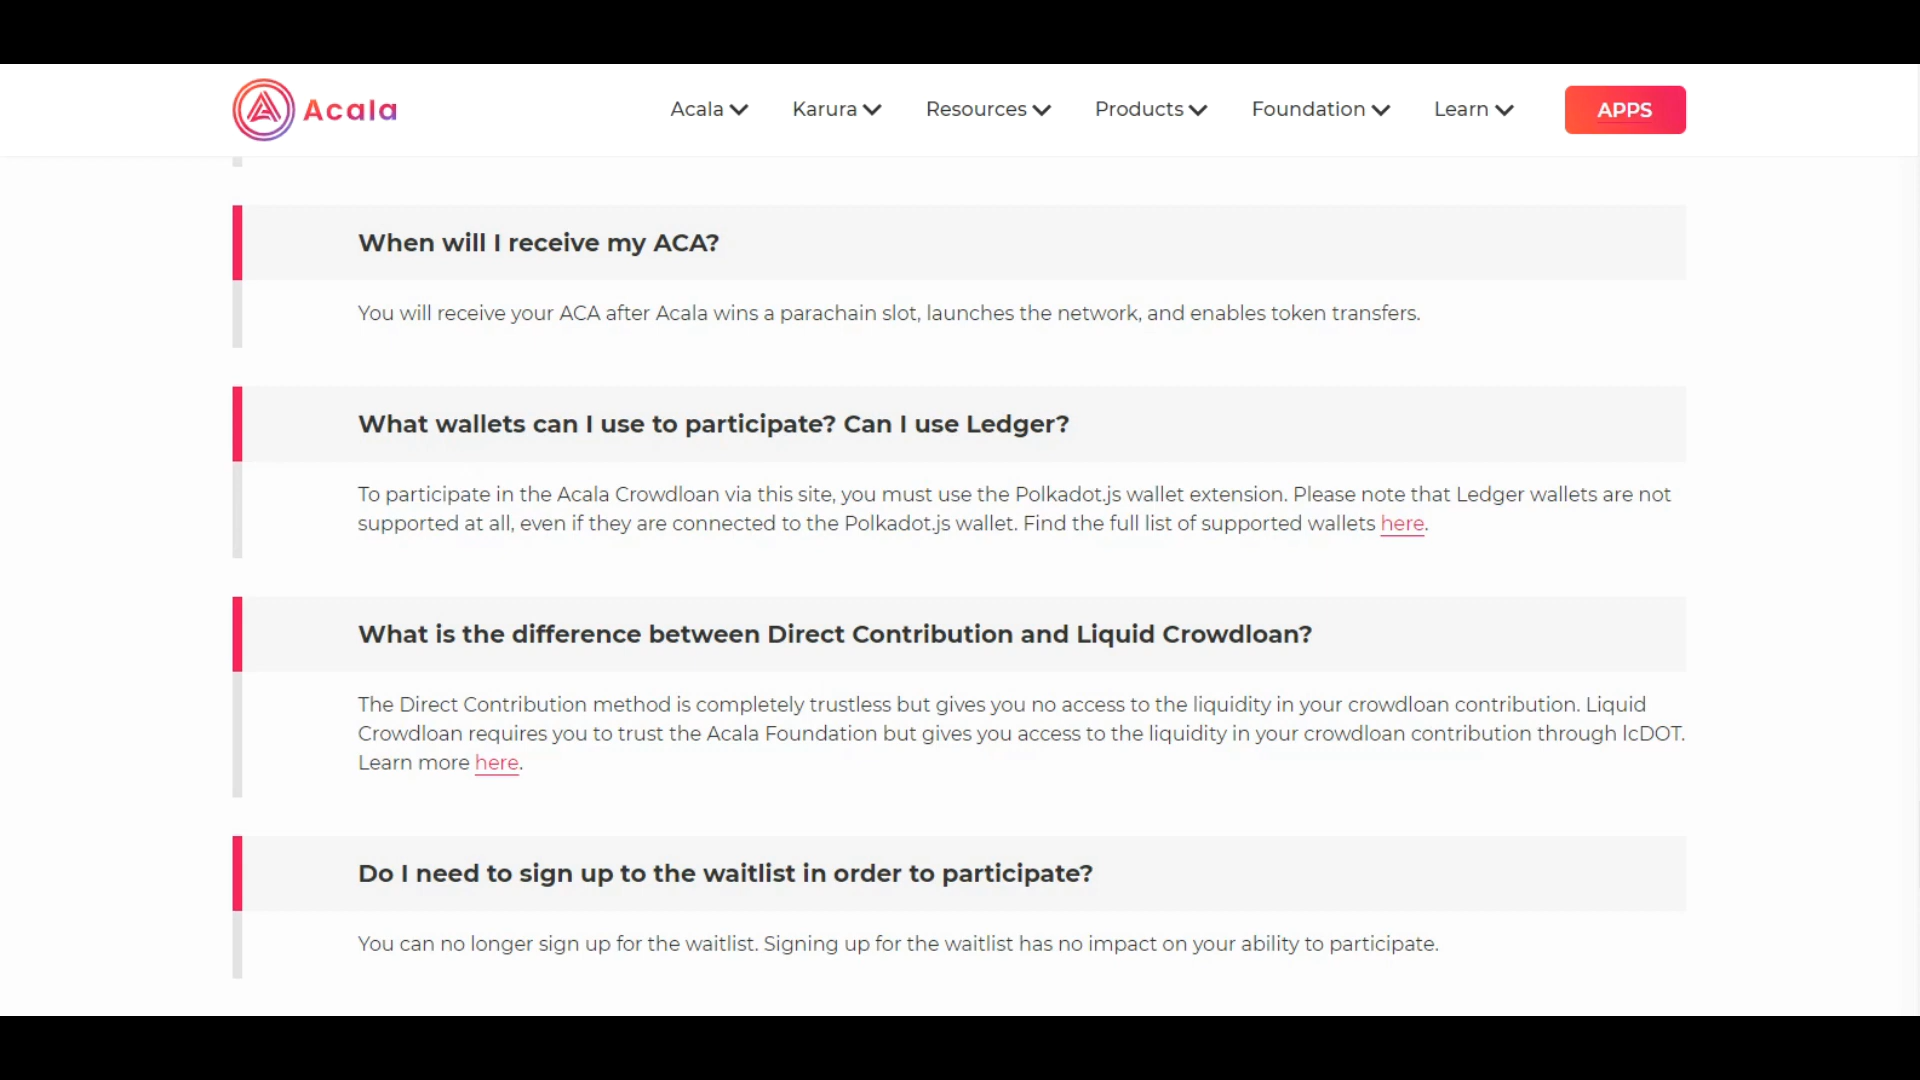 Acala
Acala Karura Resources Products Foundation Learn APPS
When will I receive my ACA?
You will receive your ACA after Acala wins a parachain slot, launches the network, and enables token transfers.
What wallets can I use to participate? Can I use Ledger?
To participate in the Acala Crowdloan via this site, you must use the Polkadot.js wallet extension. Please note that Ledger wallets are not
supported at all, even if they are connected to the Polkadot.js wallet. Find the full list of supported wallets here.
What is the difference between Direct Contribution and Liquid Crowdloan?
The Direct Contribution method is completely trustless but gives you no access to the liquidity in your crowdloan contribution. Liquid
Crowdloan requires you to trust the Acala Foundation but gives you access to the liquidity in your crowdloan contribution through lcDOT.
Learn more here.
Do I need to sign up to the waitlist in order to participate?
You can no longer sign up for the waitlist. Signing up for the waitlist has no impact on your ability to participate.